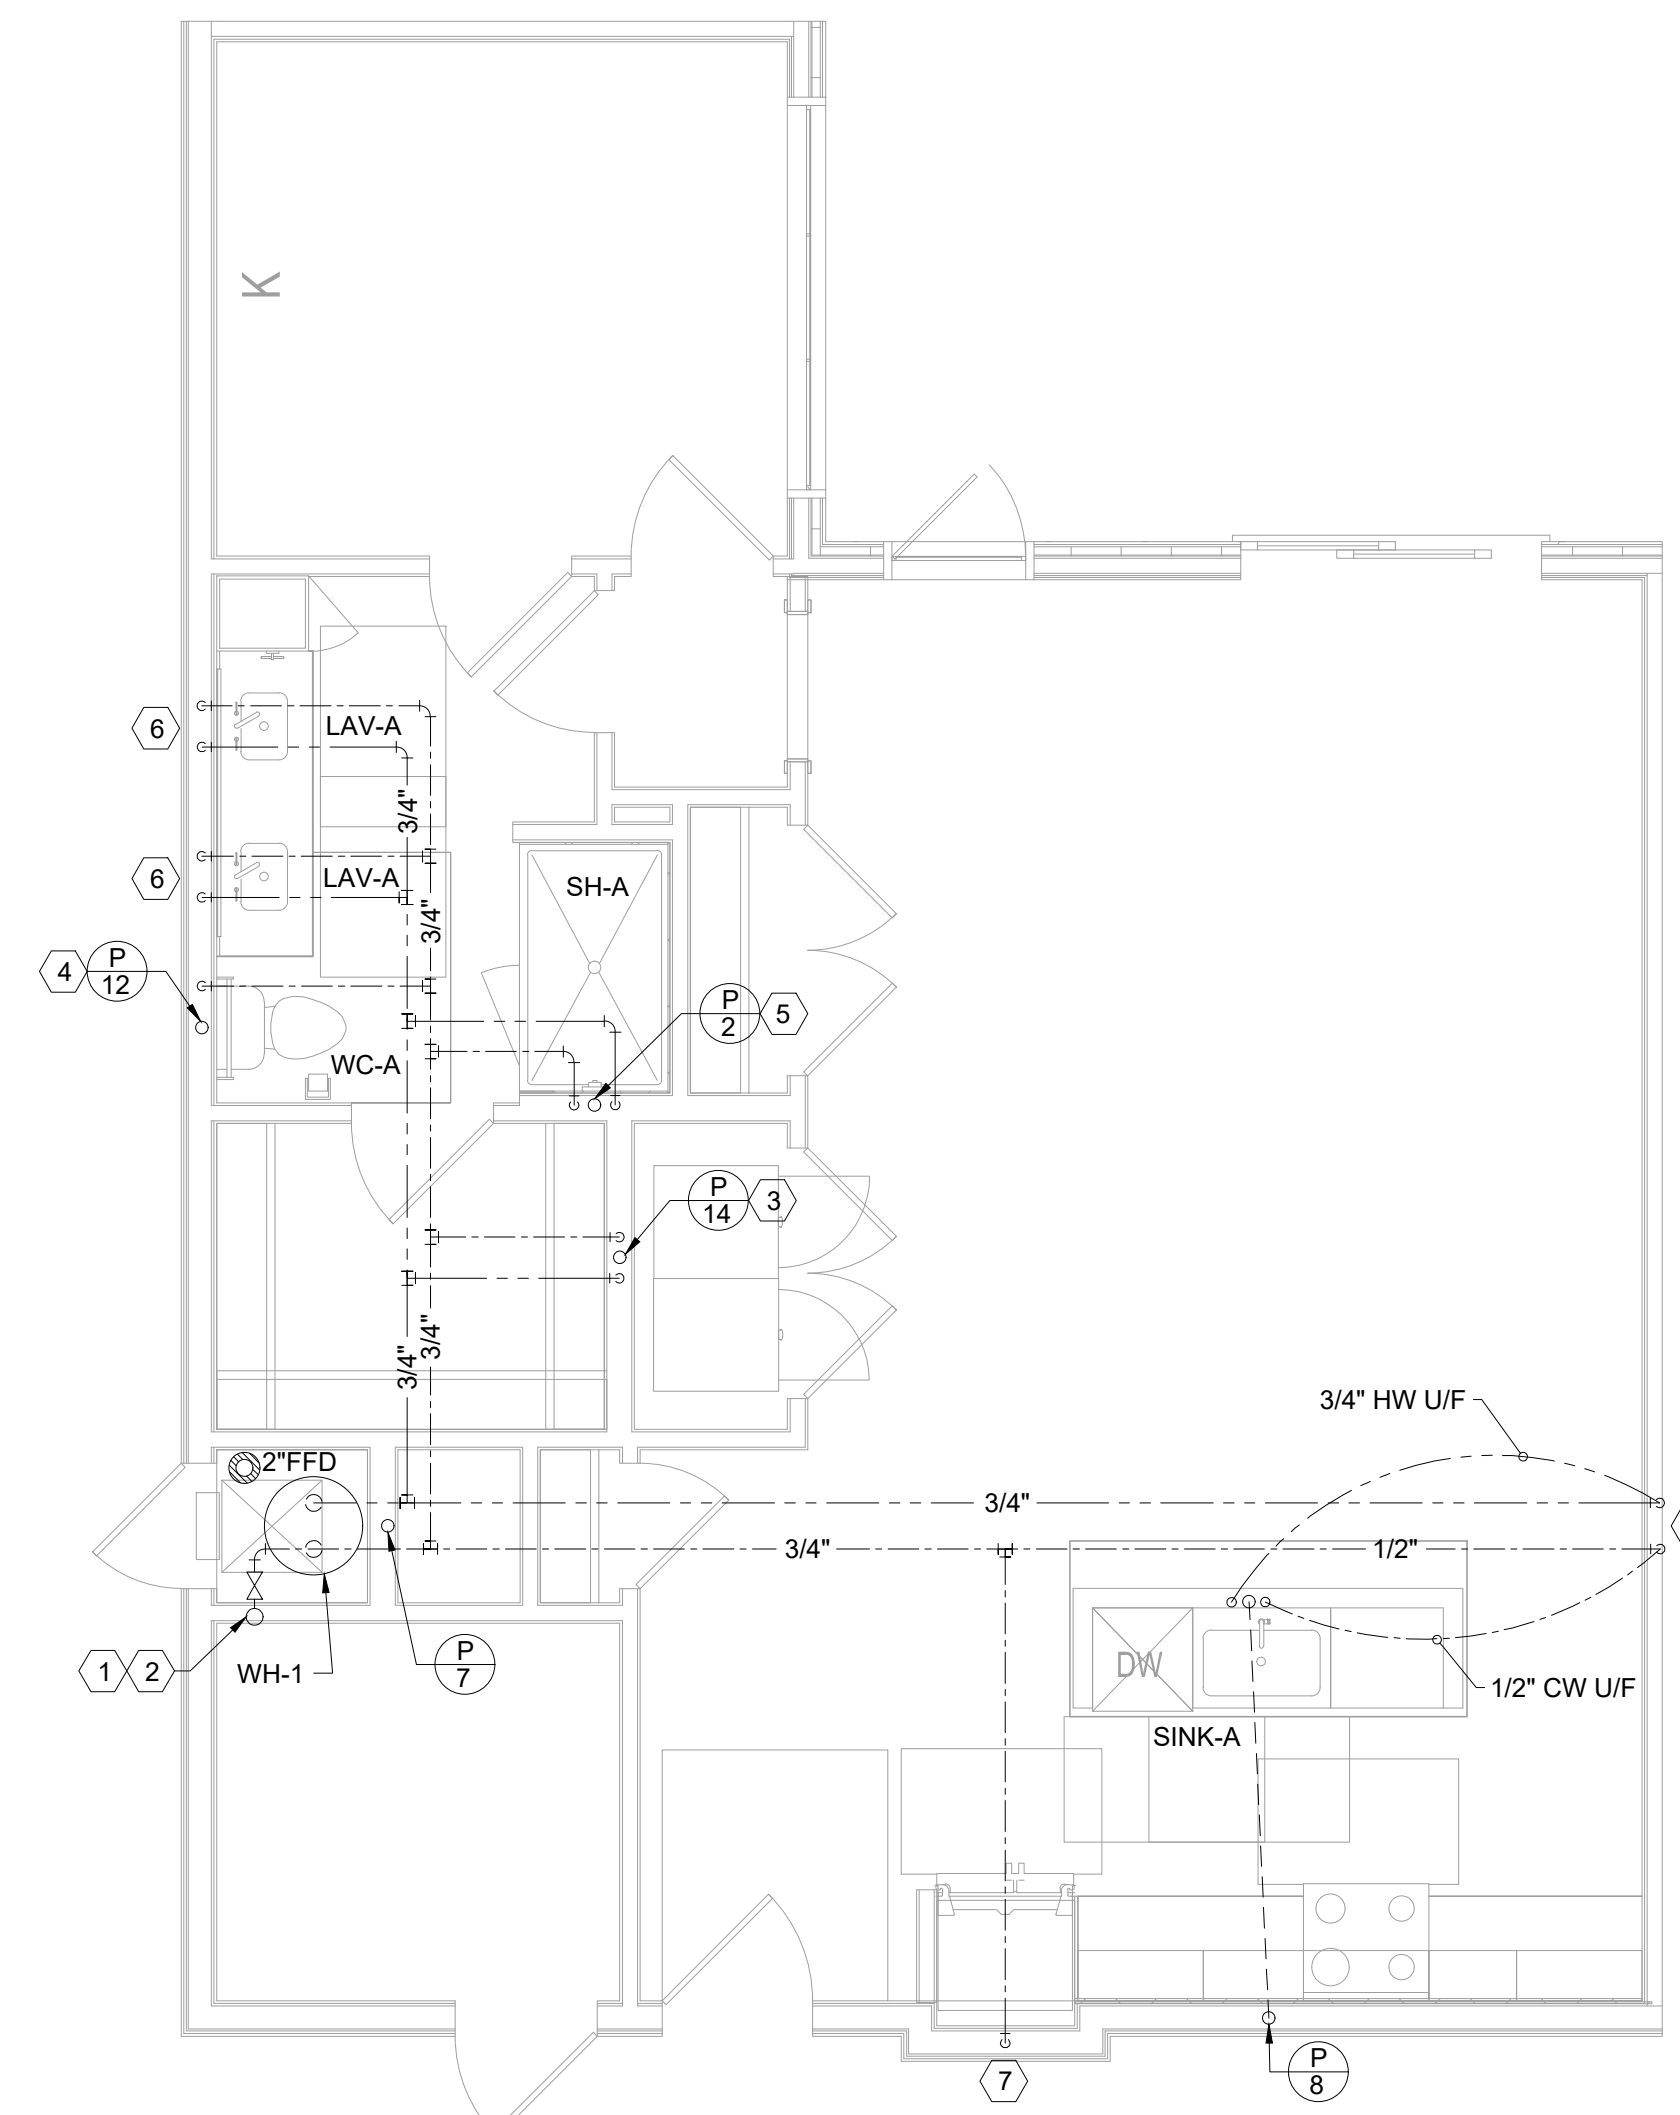 K
6
LAV-A
3/4"
6
LAV-A
3/4"
SH-A
4
P
12
P
2
5
WC-A
P
14
3
3/4"
3/4"
3/4" HW U/F
2"FFD
3/4"
3/4"
1/2"
1
2
WH-1
P
7
DW
1/2" CW U/F
SINK-A
7
P
8